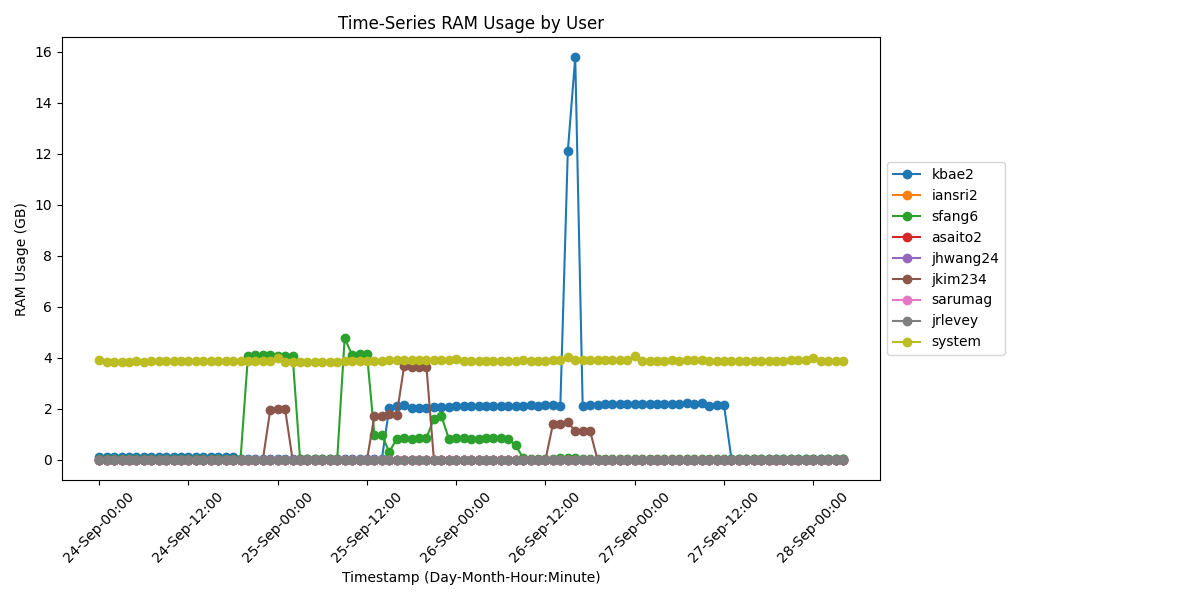 Time-Series RAM Usage by User
RAM Usage (GB)
16
14
12
10
8
6
4
2
0
24-Sep-00:00
24-Sep-12:00
25-Sep-00:00
25-Sep-12:00
26-Sep-00:00
26-Sep-12:00
27-Sep-00:00
27-Sep-12:00
28-Sep-00:00
Timestamp (Day-Month-Hour:Minute)
kbae2
iansri2
sfang6
asaito2
jhwang24
jkim234
sarumag
jrlevey
system